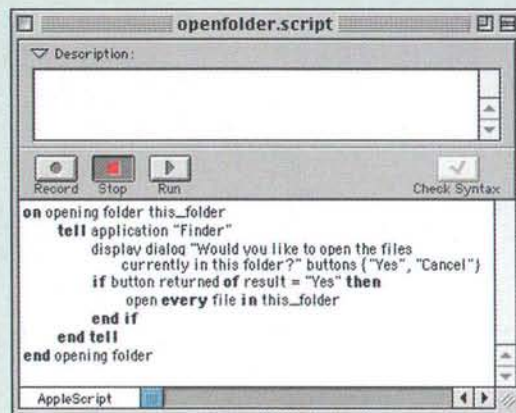 openfolder.script
Description:
Record Stop Run Check Syntax
on opening folder this_folder
tell application "Finder"
display dialog "Would you like to open the files
currently in this folder?" buttons {"Yes", "Cancel"}
if button returned of result = "Yes" then
open every file in this_folder
end if
end tell
end opening folder
AppleScript